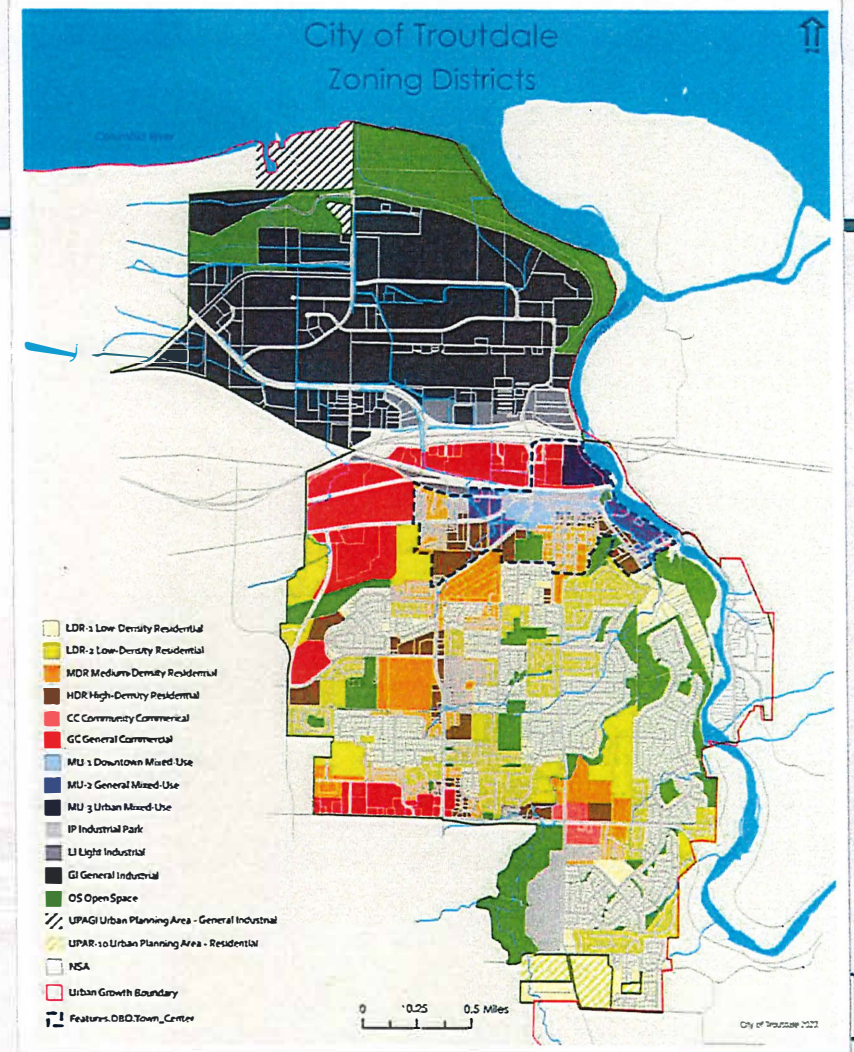 City of Troutdale
Zoning Districts
Columbia River
LDR-1 Low-Density Residential
LDR-2 Low-Density Residential
MDR Medium-Density Residential
HDR High-Density Residential
CC Community Commerical
GC General Commercial
MU-1 Downtown Mixed-Use
MU-2 General Mixed-Use
MU 3 Urban Mixed-Use
IP Industrial Park
LI Light Industrial
GI General Industrial
OS Open Space
UPAGI Urban Planning Area - General Industrial
UPAR-10 Urban Planning Area - Residential
NSA
Urban Growth Boundary
Features.DBO.Town_Center
0 0.25 0.5 Miles
City of Troutdale 2022